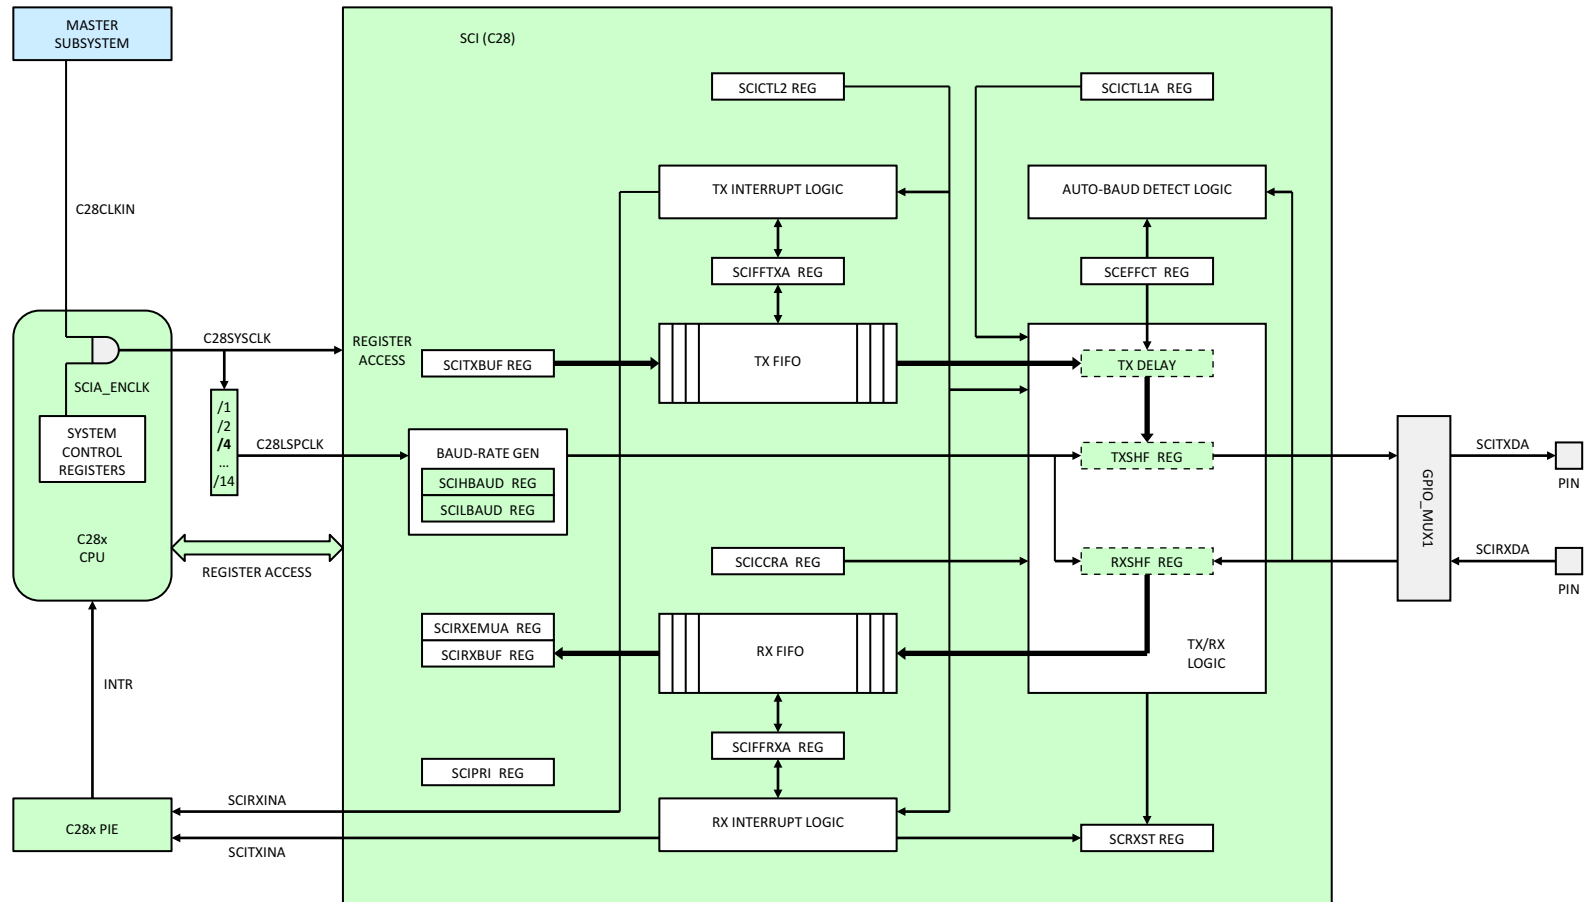 MASTER
SUBSYSTEM
SCI (C28)
SCICTL2 REG
SCICTL1A REG
TX INTERRUPT LOGIC
AUTO-BAUD DETECT LOGIC
C28CLKIN
SCIFFTXA REG
SCEFFCT REG
C28SYSCLK
REGISTER
ACCESS
SCITXBUF REG
TX FIFO
TX DELAY
SCIA_ENCLK
/1
/2
/4
...
/14
SYSTEM
CONTROL
REGISTERS
C28LSPCLK
BAUD-RATE GEN
SCIHBAUD REG
SCILBAUD REG
TXSHF REG
GPIO_MUX1
SCITXDA
PIN
C28x
CPU
REGISTER ACCESS
SCICCRA REG
RXSHF REG
SCIRXDA
PIN
SCIRXEMUA REG
SCIRXBUF REG
RX FIFO
TX/RX
LOGIC
INTR
SCIFFRXA REG
SCIPRI REG
SCIRXINA
C28x PIE
RX INTERRUPT LOGIC
SCRXST REG
SCITXINA